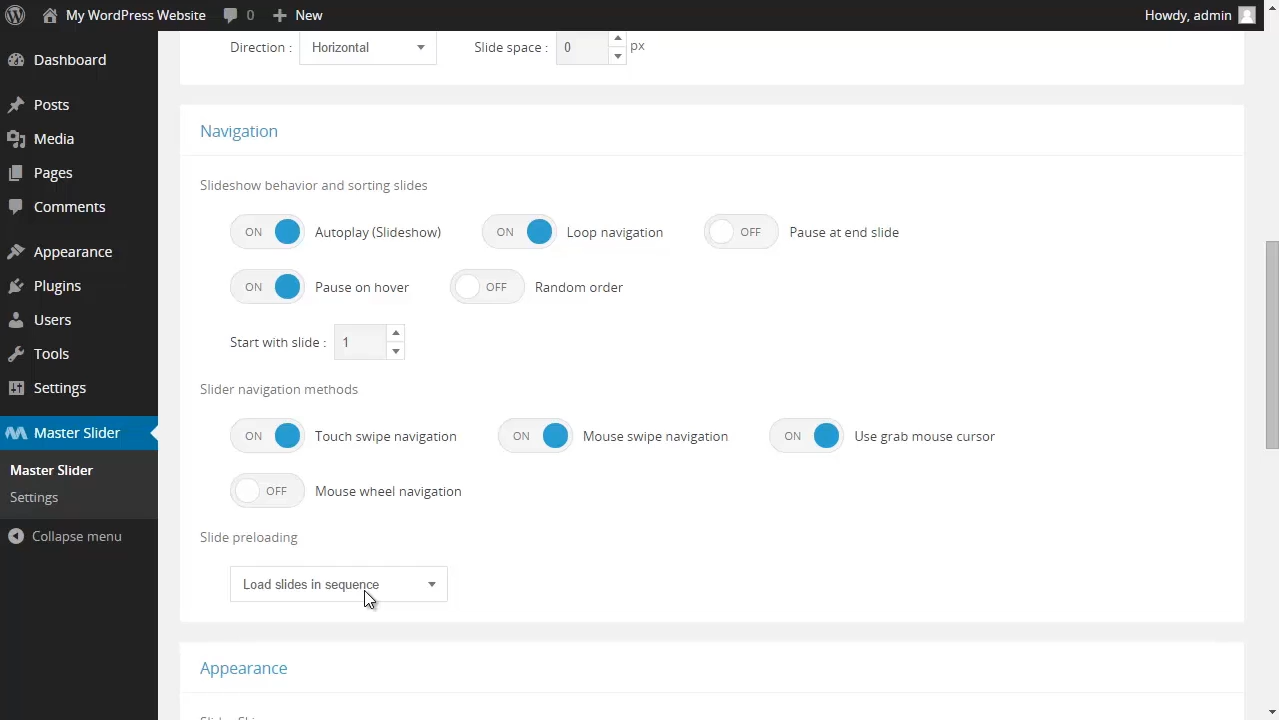 My WordPress Website 0 New Howdy, admin
Dashboard
Posts
Media
Pages
Comments
Appearance
Plugins
Users
Tools
Settings
Master Slider
Master Slider
Settings
Collapse menu
Direction : Horizontal Slide space : 0 px
Navigation
Slideshow behavior and sorting slides
ON Autoplay (Slideshow) ON Loop navigation OFF Pause at end slide
ON Pause on hover OFF Random order
Start with slide : 1
Slider navigation methods
ON Touch swipe navigation ON Mouse swipe navigation ON Use grab mouse cursor
OFF Mouse wheel navigation
Slide preloading
Load slides in sequence
Appearance